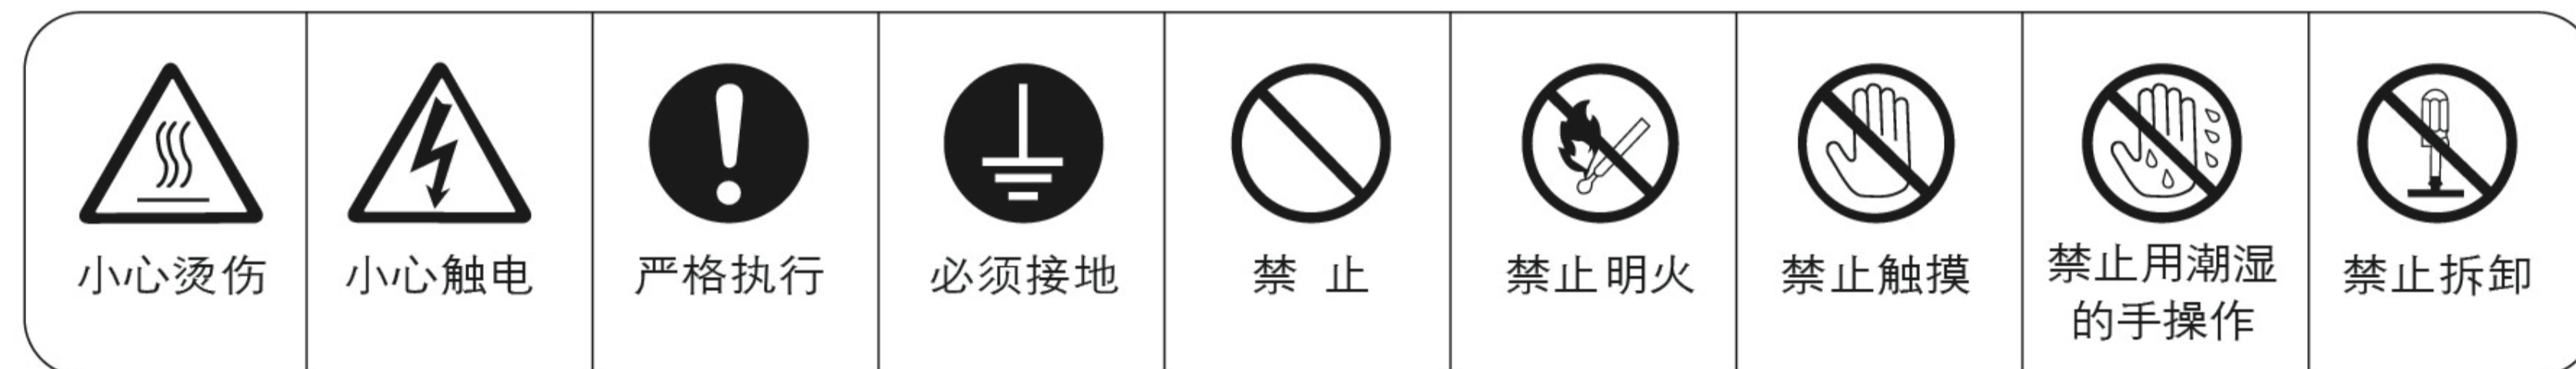 小心烫伤
小心触电
严格执行
必须接地
禁 止
禁止明火
禁止触摸
禁止用潮湿
的手操作
禁止拆卸